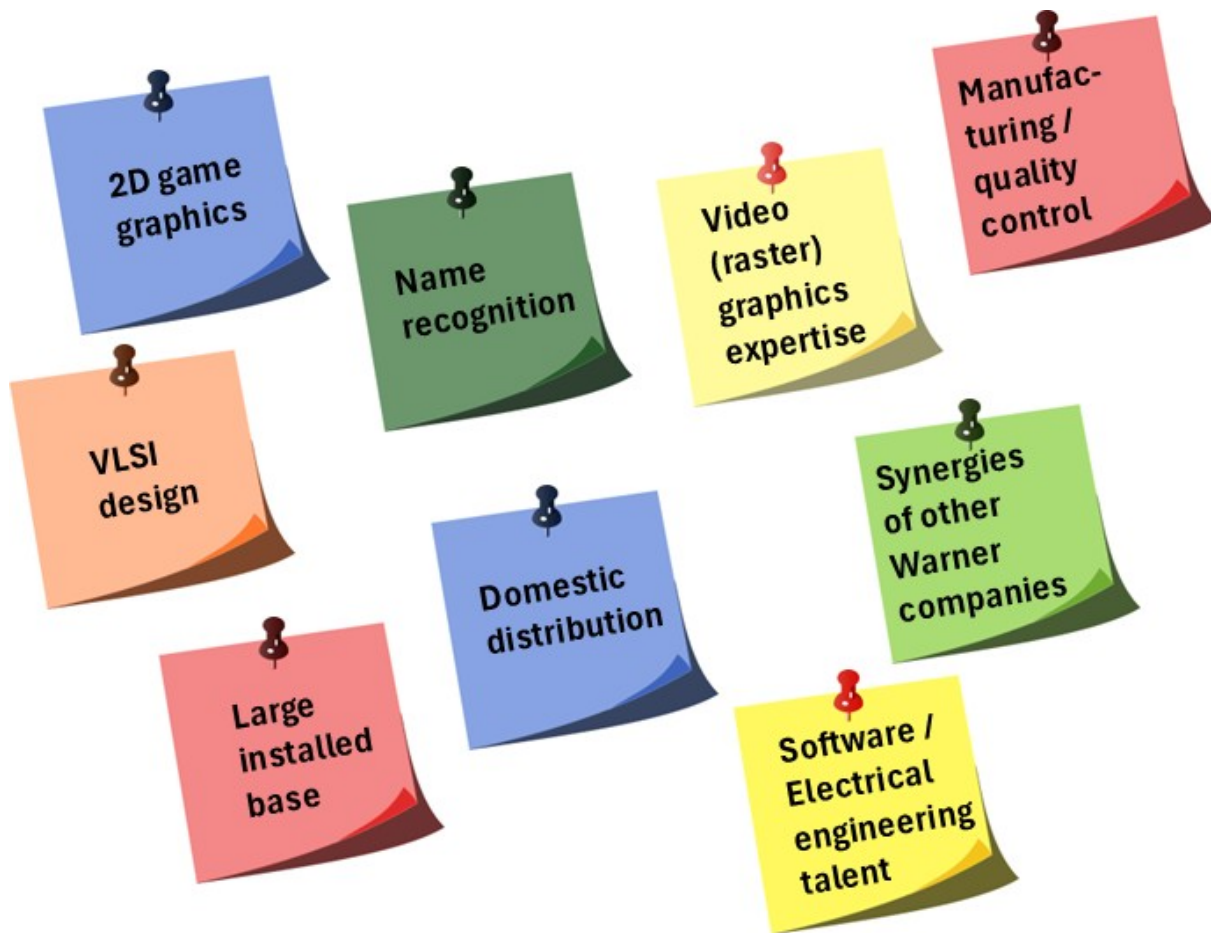 2D game
graphics
Name
recognition
Video
(raster)
graphics
expertise
Manufac-
turing /
quality
control
VLSI
design
Domestic
distribution
Synergies
of other
Warner
companies
Large
installed
base
Software /
Electrical
engineering
talent